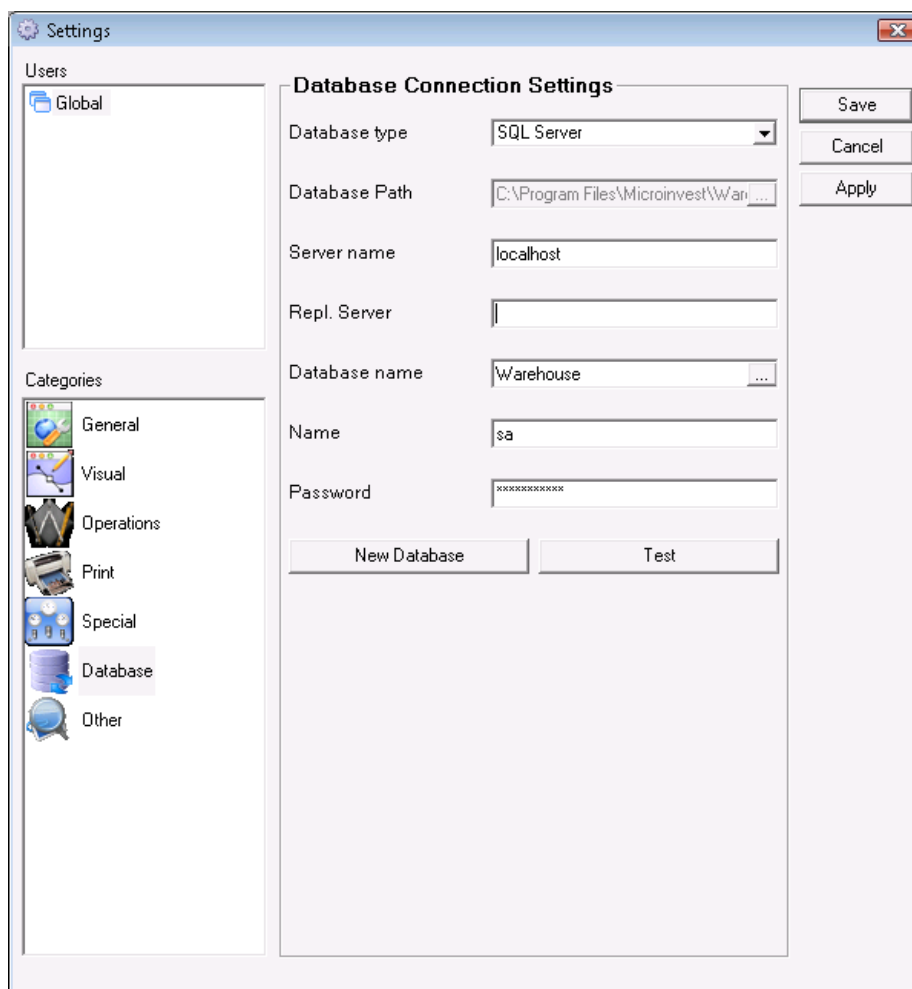 Settings
Users
Global
Categories
General
Visual
Operations
Print
Special
Database
Other
Database Connection Settings
Database type SQL Server
Database Path C:\Program Files\Microinvest\War ...
Server name localhost
Repl. Server
Database name Warehouse ...
Name sa
Password ***********
New Database Test
Save
Cancel
Apply